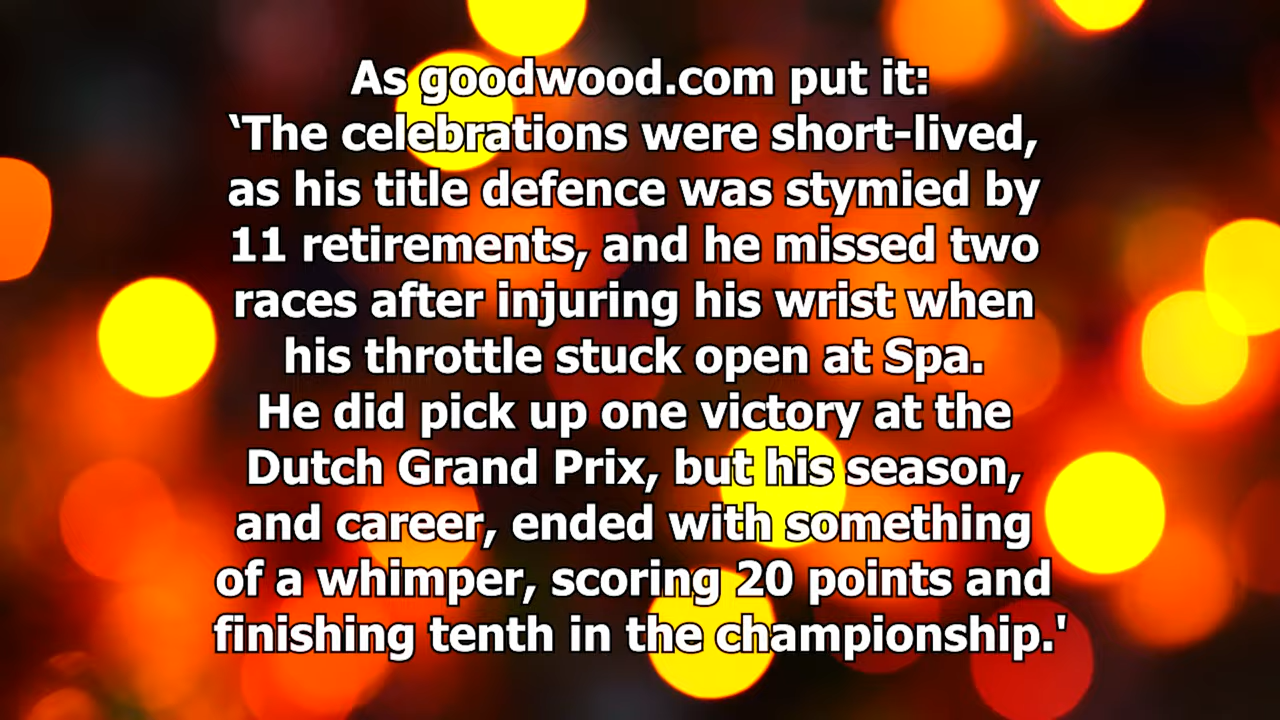 As goodwood.com put it:
‘The celebrations were short-lived,
as his title defence was stymied by
11 retirements, and he missed two
races after injuring his wrist when
his throttle stuck open at Spa.
He did pick up one victory at the
Dutch Grand Prix, but his season,
and career, ended with something
of a whimper, scoring 20 points and
finishing tenth in the championship.'